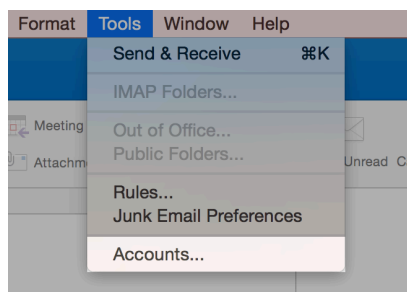 Format Tools Window Help
Send & Receive ⌘K
IMAP Folders...
Meeting
Out of Office...
Public Folders...
Attachm
Unread C
Rules...
Junk Email Preferences
Accounts...